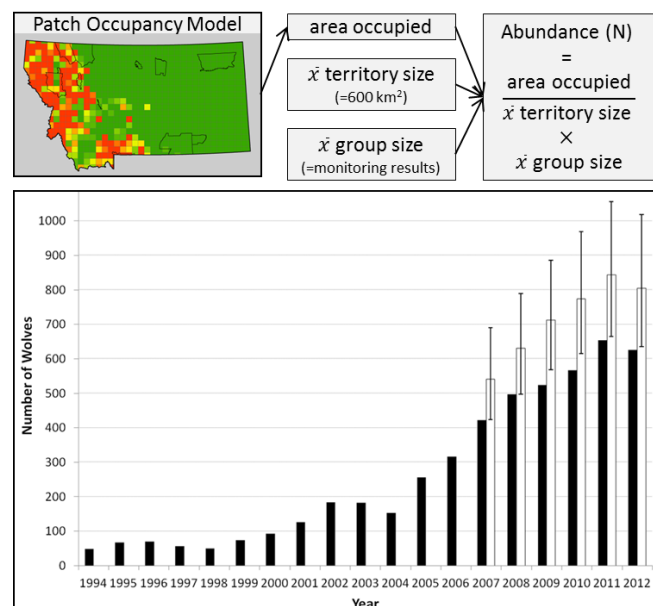 Patch Occupancy Model
area occupied
x̄ territory size
(=600 km²)
x̄ group size
(=monitoring results)
Abundance (N)
=
area occupied
x̄ territory size
×
x̄ group size
Number of Wolves
1000
900
800
700
600
500
400
300
200
100
0
1994 1995 1996 1997 1998 1999 2000 2001 2002 2003 2004 2005 2006 2007 2008 2009 2010 2011 2012
Year